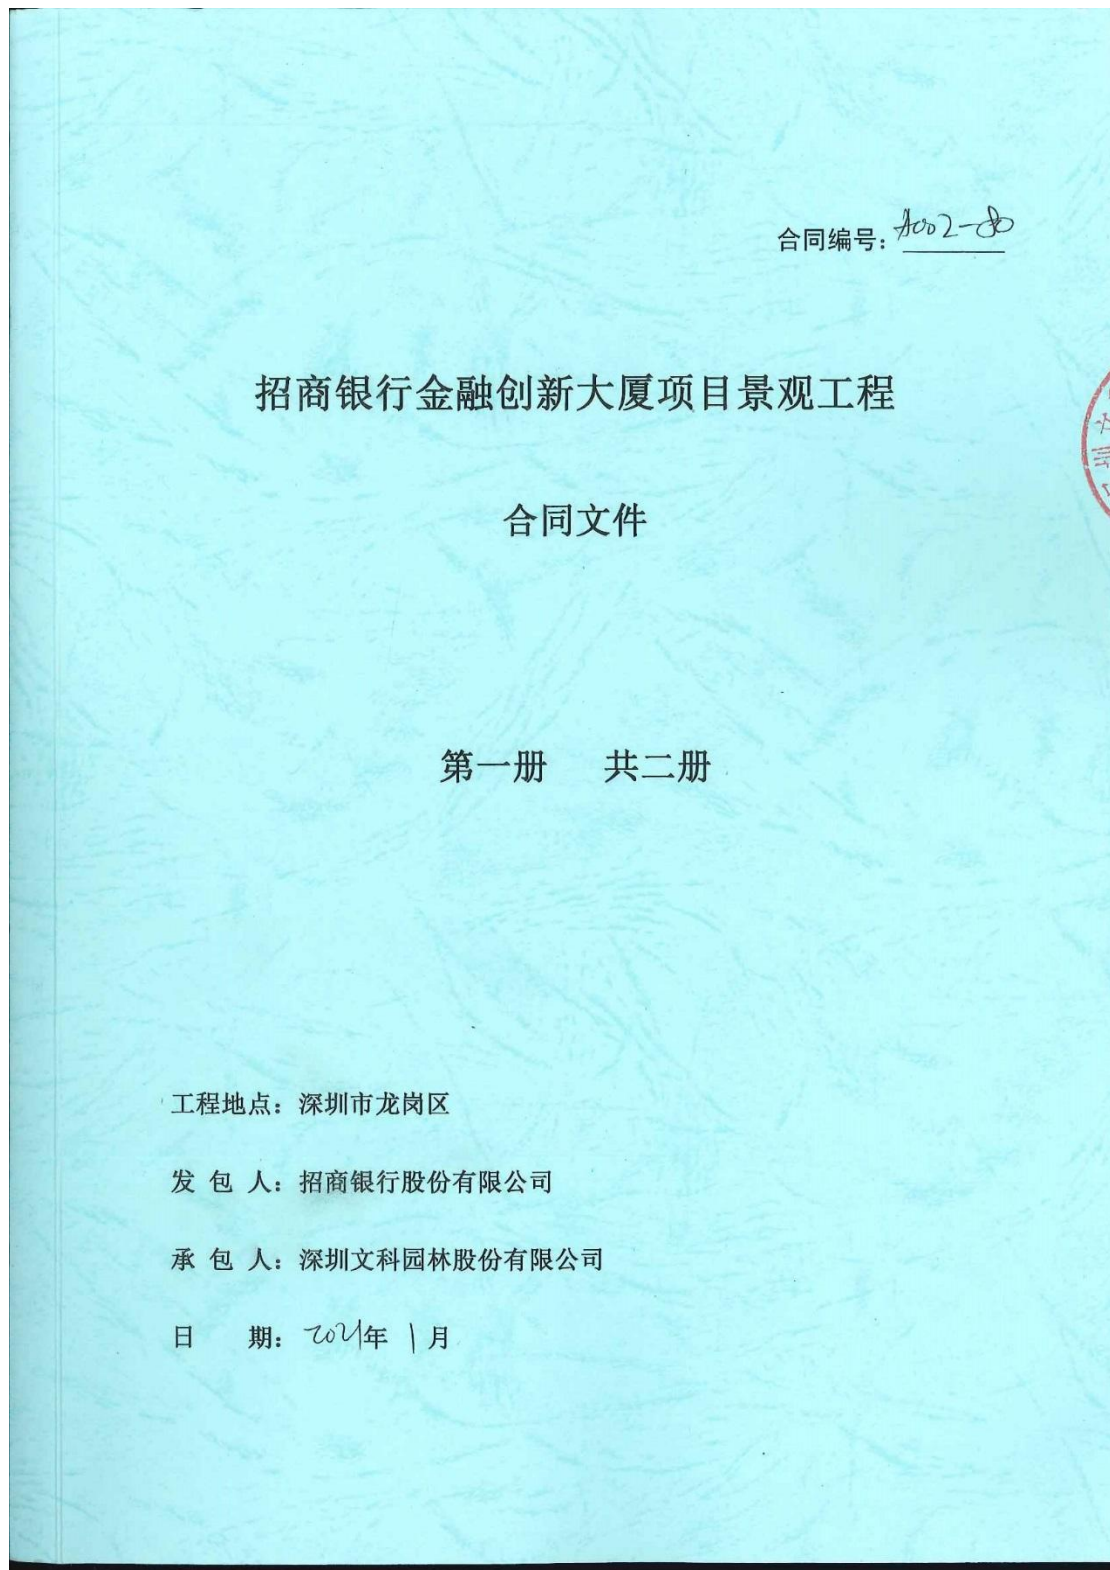 合同编号：A002-80
招商银行金融创新大厦项目景观工程
合同文件
第一册 共二册
工程地点：深圳市龙岗区
发 包 人：招商银行股份有限公司
承 包 人：深圳文科园林股份有限公司
日 期：2021年1月